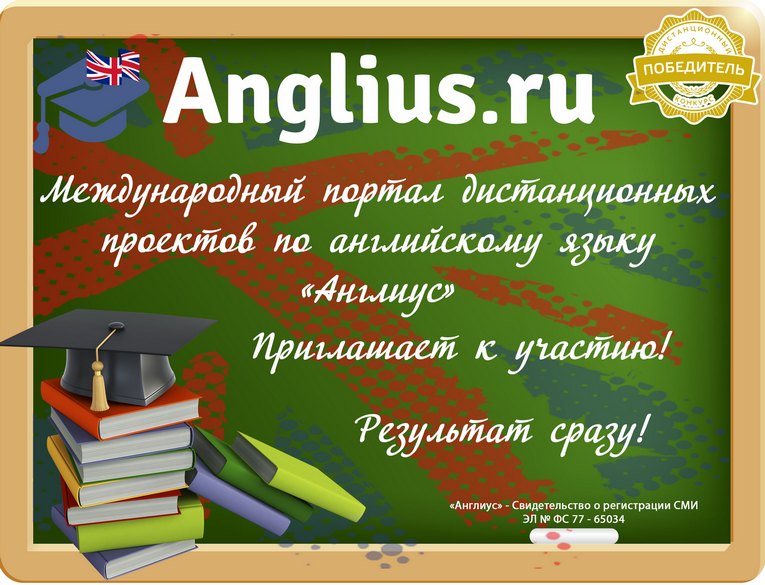 Anglius.ru
ДИСТАНЦИОННЫЙ
ПОБЕДИТЕЛЬ
КОНКУРС
Международный портал дистанционных
проектов по английскому языку
«Англиус»
Приглашает к участию!
Результат сразу!
«Англиус» - Свидетельство о регистрации СМИ
ЭЛ № ФС 77 - 65034